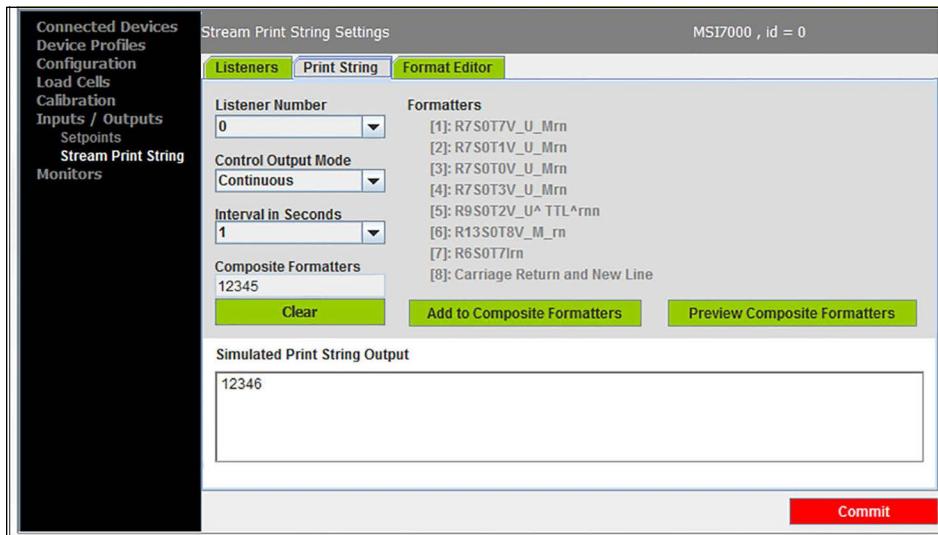 Connected Devices
Device Profiles
Configuration
Load Cells
Calibration
Inputs / Outputs
Setpoints
Stream Print String
Monitors
Stream Print String Settings
MSI7000 , id = 0
Listeners
Print String
Format Editor
Listener Number
0
Control Output Mode
Continuous
Interval in Seconds
1
Composite Formatters
12345
Clear
Formatters
[1]: R7S0T7V_U_Mrn
[2]: R7S0T1V_U_Mrn
[3]: R7S0T0V_U_Mrn
[4]: R7S0T3V_U_Mrn
[5]: R9S0T2V_U^ TTL^rnn
[6]: R13S0T8V_M_rn
[7]: R6S0T7Irn
[8]: Carriage Return and New Line
Add to Composite Formatters
Preview Composite Formatters
Simulated Print String Output
12346
Commit